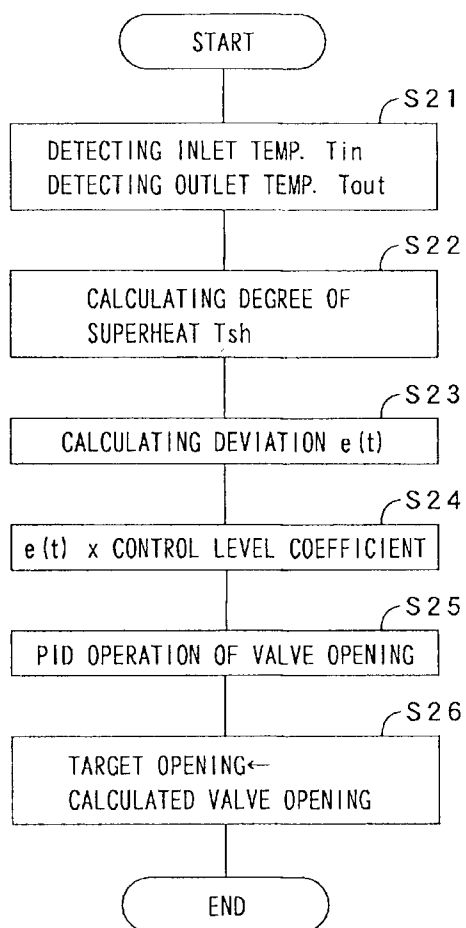 START
S21
DETECTING INLET TEMP. Tin
DETECTING OUTLET TEMP. Tout
S22
CALCULATING DEGREE OF
SUPERHEAT Tsh
S23
CALCULATING DEVIATION e(t)
S24
e(t) x CONTROL LEVEL COEFFICIENT
S25
PID OPERATION OF VALVE OPENING
S26
TARGET OPENING←
CALCULATED VALVE OPENING
END